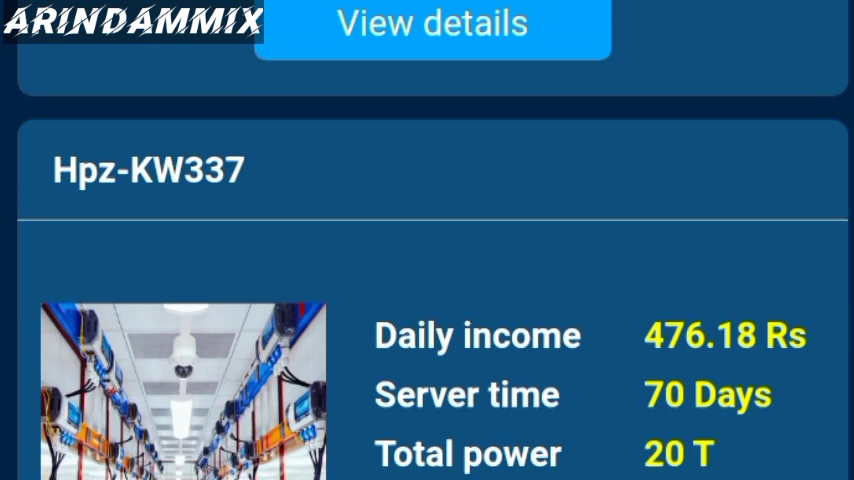 ARINDAMMIX
View details
Hpz-KW337
Daily income 476.18 Rs
Server time 70 Days
Total power 20 T